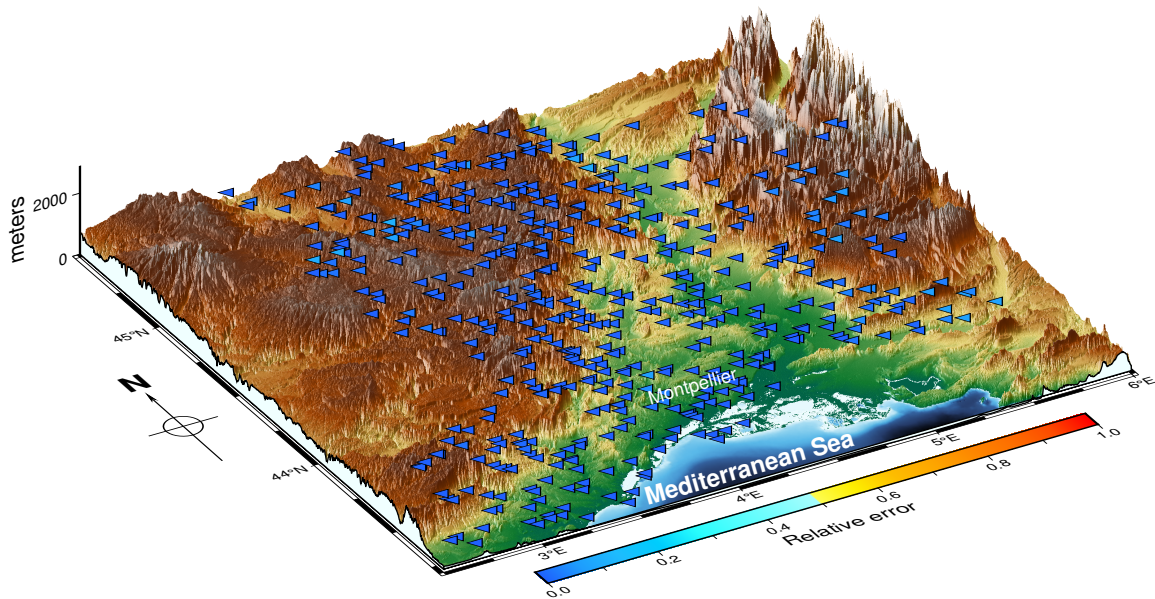 meters
2000
0
45°N
N
44°N
Montpellier
Mediterranean Sea
3°E
4°E
5°E
6°E
0.0
0.2
0.4
0.6
0.8
1.0
Relative error